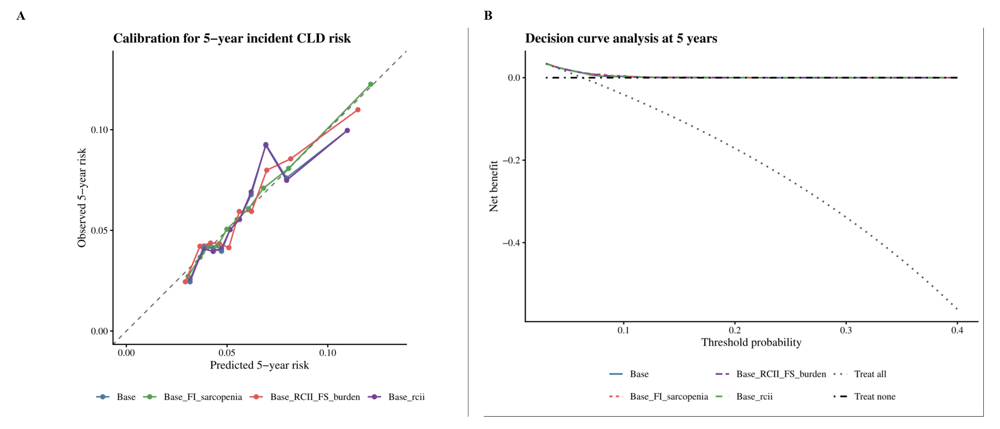 A
Calibration for 5−year incident CLD risk
Observed 5−year risk
0.10
0.05
0.00
0.00 0.05 0.10
Predicted 5−year risk
Base Base_FI_sarcopenia Base_RCII_FS_burden Base_rcii
B
Decision curve analysis at 5 years
Net benefit
0.0
−0.2
−0.4
0.1 0.2 0.3 0.4
Threshold probability
Base Base_RCII_FS_burden Treat all
Base_FI_sarcopenia Base_rcii Treat none